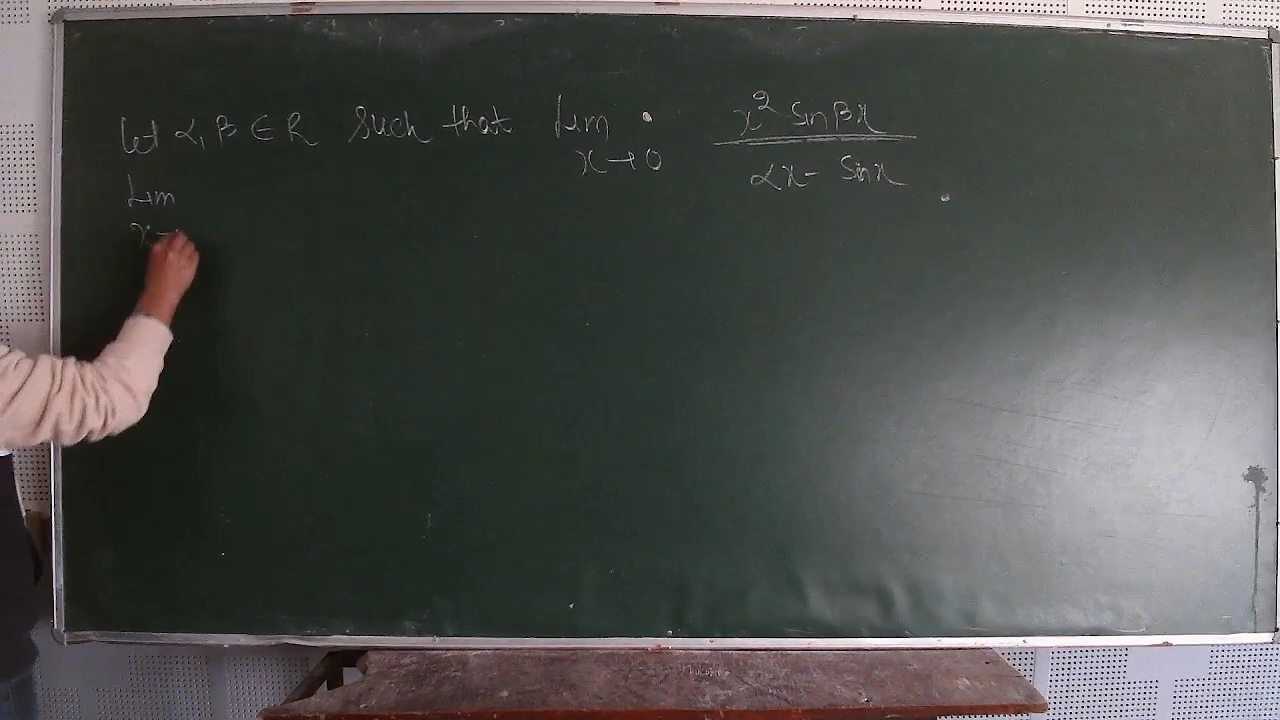 Let α, β ∈ R such that Lim x→0 x² Sin βx / αx - Sin x
Lim
x→